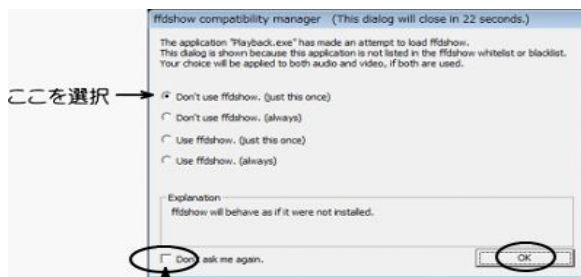 ffdshow compatibility manager (This dialog will close in 22 seconds.)
The application "Playback.exe" has made an attempt to load ffdshow.
This dialog is shown because this application is not listed in the ffdshow whitelist or blacklist.
Your choice will be applied to both audio and video, if both are used.
ここを選択
Don't use ffdshow. (just this once)
Don't use ffdshow. (always)
Use ffdshow. (just this once)
Use ffdshow. (always)
Explanation
ffdshow will behave as if it were not installed.
Don't ask me again.
OK